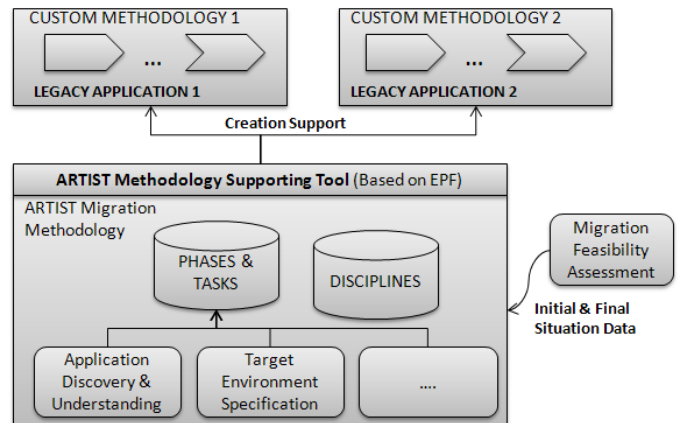 CUSTOM METHODOLOGY 1
...
LEGACY APPLICATION 1
CUSTOM METHODOLOGY 2
...
LEGACY APPLICATION 2
Creation Support
ARTIST Methodology Supporting Tool (Based on EPF)
ARTIST Migration
Methodology
PHASES &
TASKS
DISCIPLINES
Migration
Feasibility
Assessment
Initial & Final
Situation Data
Application
Discovery &
Understanding
Target
Environment
Specification
....